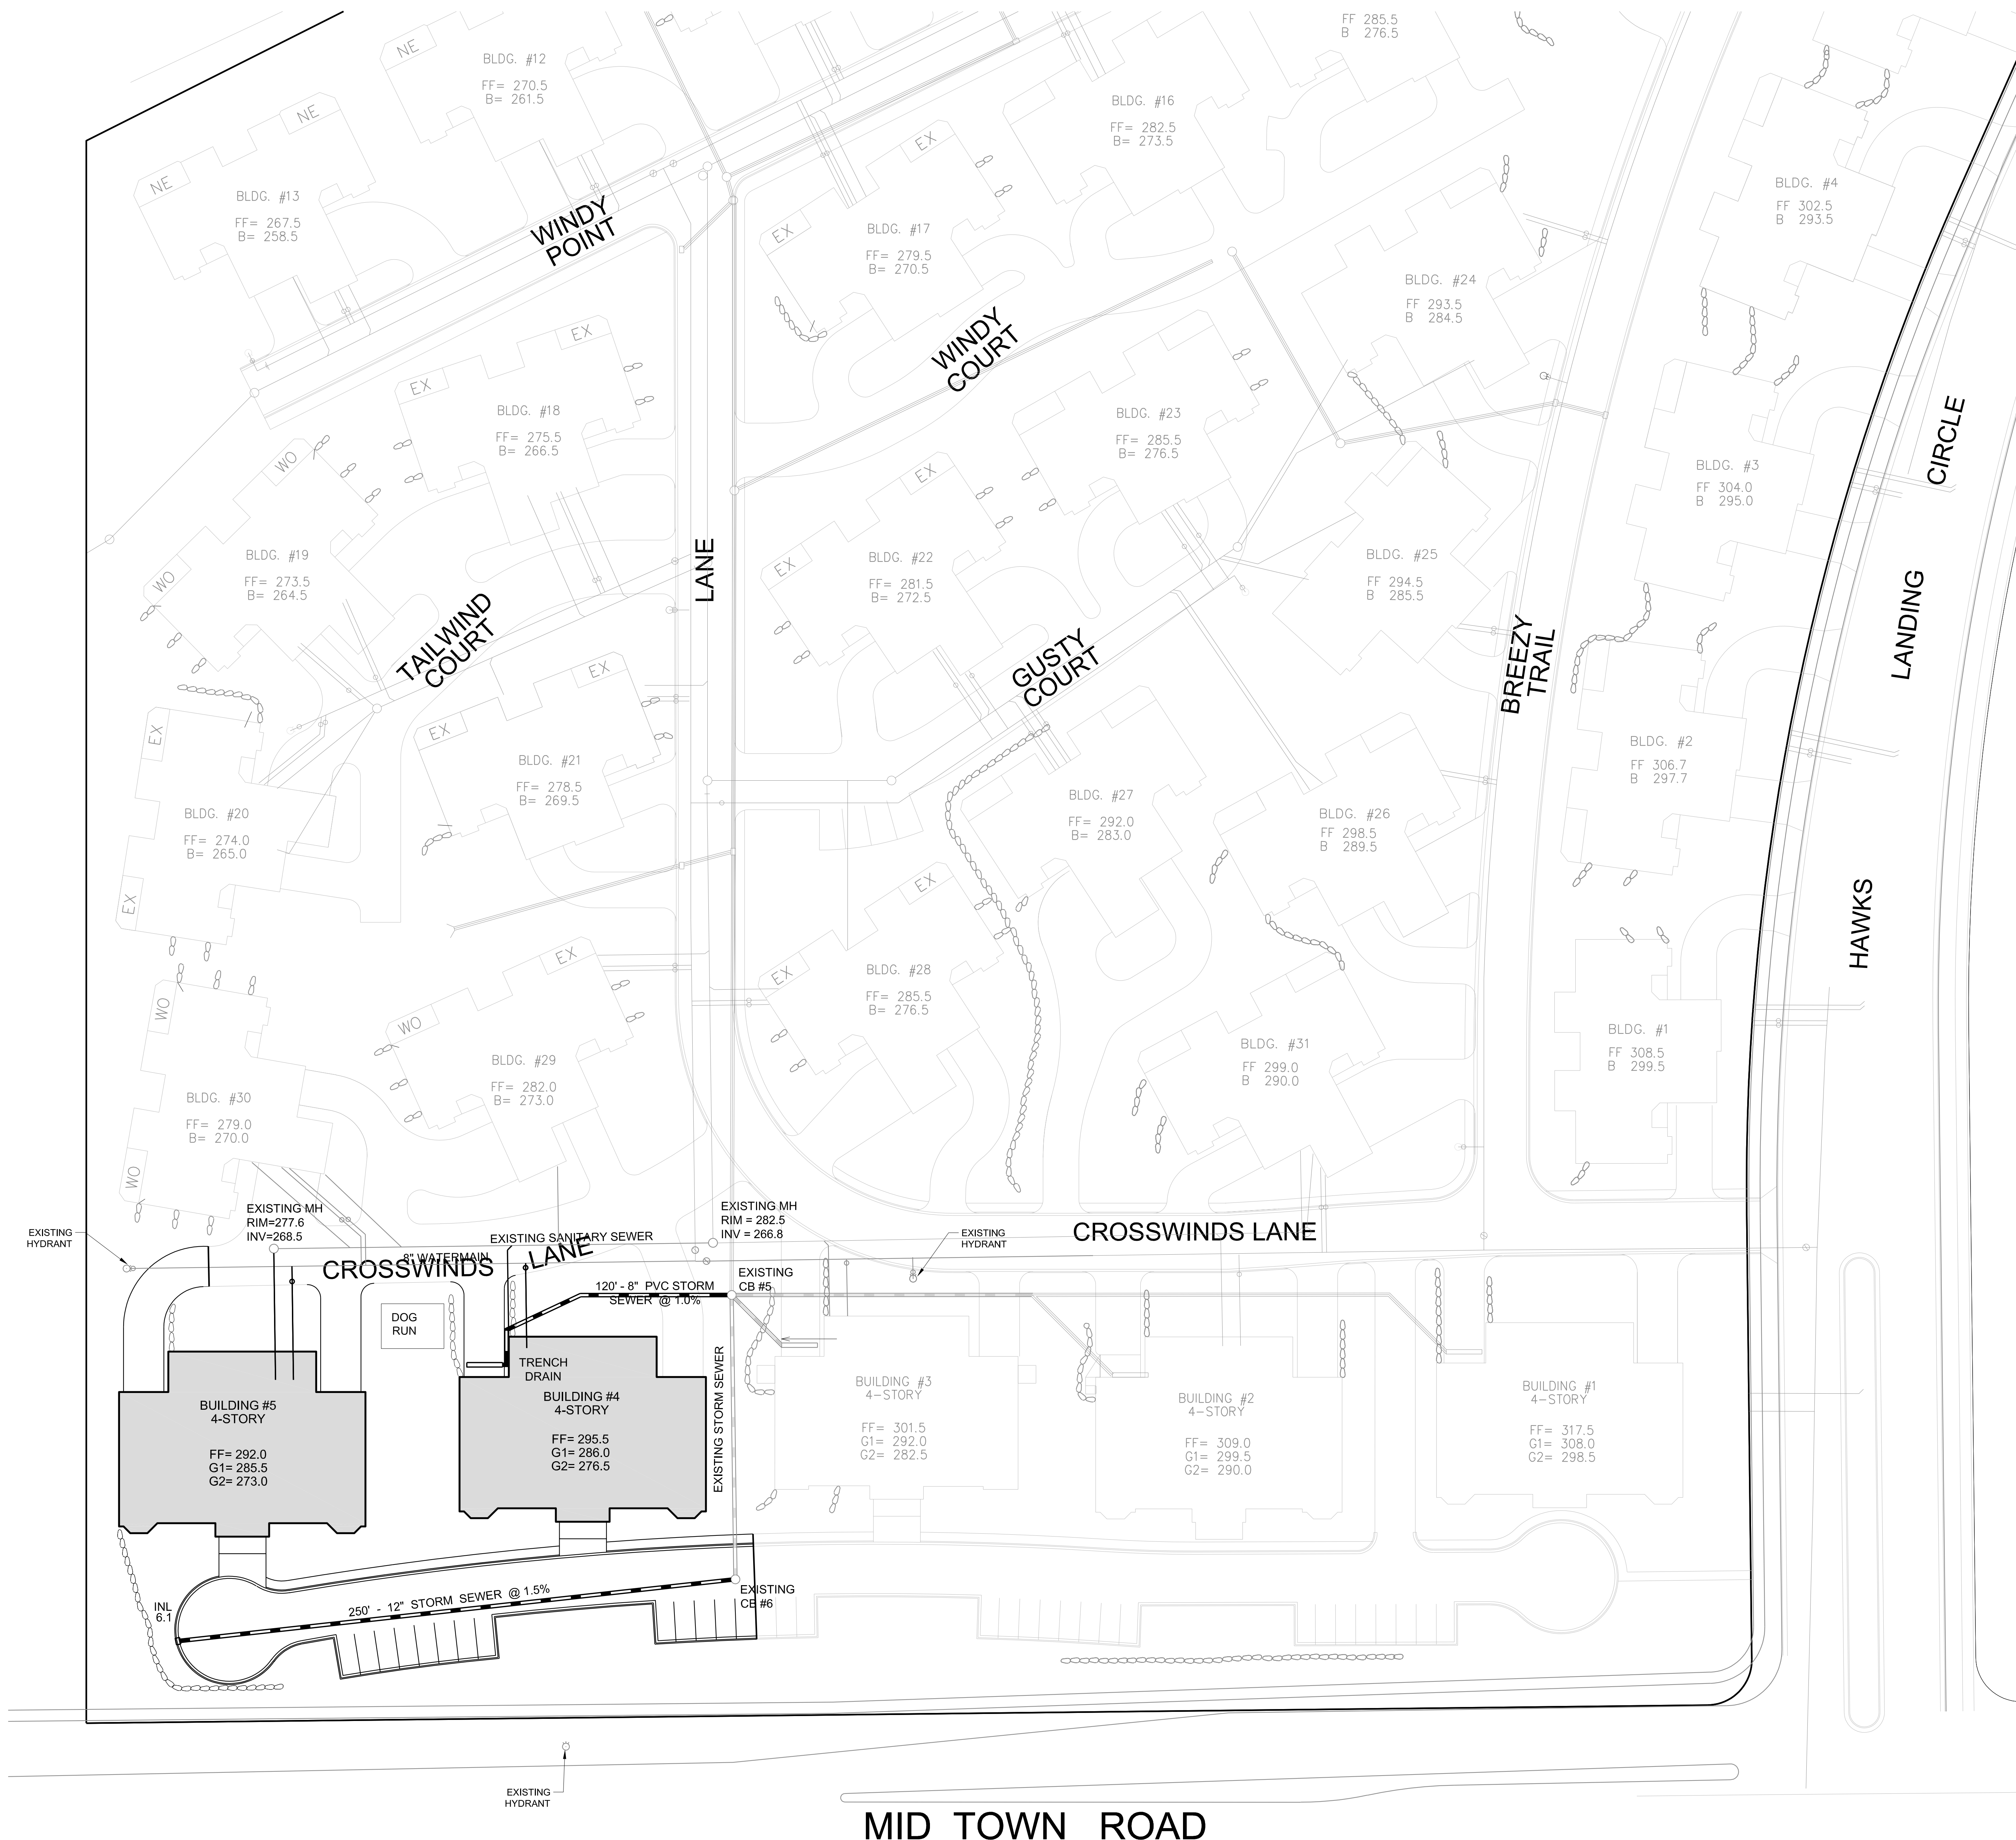 FF 285.5
B 276.5
NE
BLDG. #12
FF= 270.5
B= 261.5
NE
NE
BLDG. #13
FF= 267.5
B= 258.5
BLDG. #16
FF= 282.5
B= 273.5
BLDG. #4
FF 302.5
B 293.5
WINDY
POINT
EX
EX
BLDG. #17
FF= 279.5
B= 270.5
BLDG. #24
FF 293.5
B 284.5
WINDY
COURT
EX
EX
BLDG. #18
FF= 275.5
B= 266.5
BLDG. #23
FF= 285.5
B= 276.5
BLDG. #3
FF 304.0
B 295.0
CIRCLE
LANDING
HAWKS
WO
WO
BLDG. #19
FF= 273.5
B= 264.5
LANE
EX
EX
BLDG. #22
FF= 281.5
B= 272.5
BLDG. #25
FF 294.5
B 285.5
TAILWIND
COURT
GUSTY
COURT
BREEZY
TRAIL
EX
EX
BLDG. #20
FF= 274.0
B= 265.0
EX
EX
BLDG. #21
FF= 278.5
B= 269.5
BLDG. #27
FF= 292.0
B= 283.0
BLDG. #26
FF 298.5
B 289.5
BLDG. #2
FF 306.7
B 297.7
EX
EX
BLDG. #28
FF= 285.5
B= 276.5
EX
WO
BLDG. #29
FF= 282.0
B= 273.0
WO
WO
BLDG. #30
FF= 279.0
B= 270.0
BLDG. #31
FF 299.0
B 290.0
BLDG. #1
FF 308.5
B 299.5
EXISTING
HYDRANT
EXISTING MH
RIM=277.6
INV=268.5
EXISTING SANITARY SEWER
EXISTING MH
RIM = 282.5
INV = 266.8
EXISTING
HYDRANT
CROSSWINDS LANE
8" WATERMAIN
CROSSWINDS LANE
120' - 8" PVC STORM
SEWER @ 1.0%
EXISTING
CB #5
DOG
RUN
TRENCH
DRAIN
EXISTING STORM SEWER
BUILDING #5
4-STORY
FF= 292.0
G1= 285.5
G2= 273.0
BUILDING #4
4-STORY
FF= 295.5
G1= 286.0
G2= 276.5
BUILDING #3
4-STORY
FF= 301.5
G1= 292.0
G2= 282.5
BUILDING #2
4-STORY
FF= 309.0
G1= 299.5
G2= 290.0
BUILDING #1
4-STORY
FF= 317.5
G1= 308.0
G2= 298.5
INL
6.1
250' - 12" STORM SEWER @ 1.5%
EXISTING
CB #6
EXISTING
HYDRANT
MID TOWN ROAD